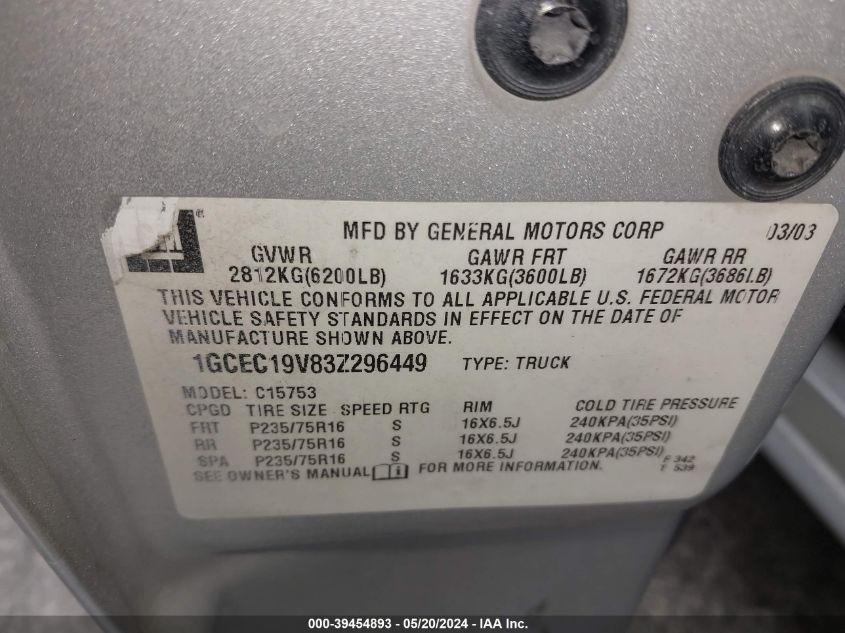 MFD BY GENERAL MOTORS CORP 03/03
GVWR GAWR FRT GAWR RR
2812KG(6200LB) 1633KG(3600LB) 1672KG(3686LB)
THIS VEHICLE CONFORMS TO ALL APPLICABLE U.S. FEDERAL MOTOR
VEHICLE SAFETY STANDARDS IN EFFECT ON THE DATE OF
MANUFACTURE SHOWN ABOVE.
1GCEC19V83Z296449 TYPE: TRUCK
MODEL: C15753
CPGD TIRE SIZE SPEED RTG RIM COLD TIRE PRESSURE
FRT P235/75R16 S 16X6.5J 240KPA(35PSI)
RR P235/75R16 S 16X6.5J 240KPA(35PSI)
SPA P235/75R16 S 16X6.5J 240KPA(35PSI)
SEE OWNER'S MANUAL FOR MORE INFORMATION.
F 342
T 539
000-39454893 - 05/20/2024 - IAA Inc.